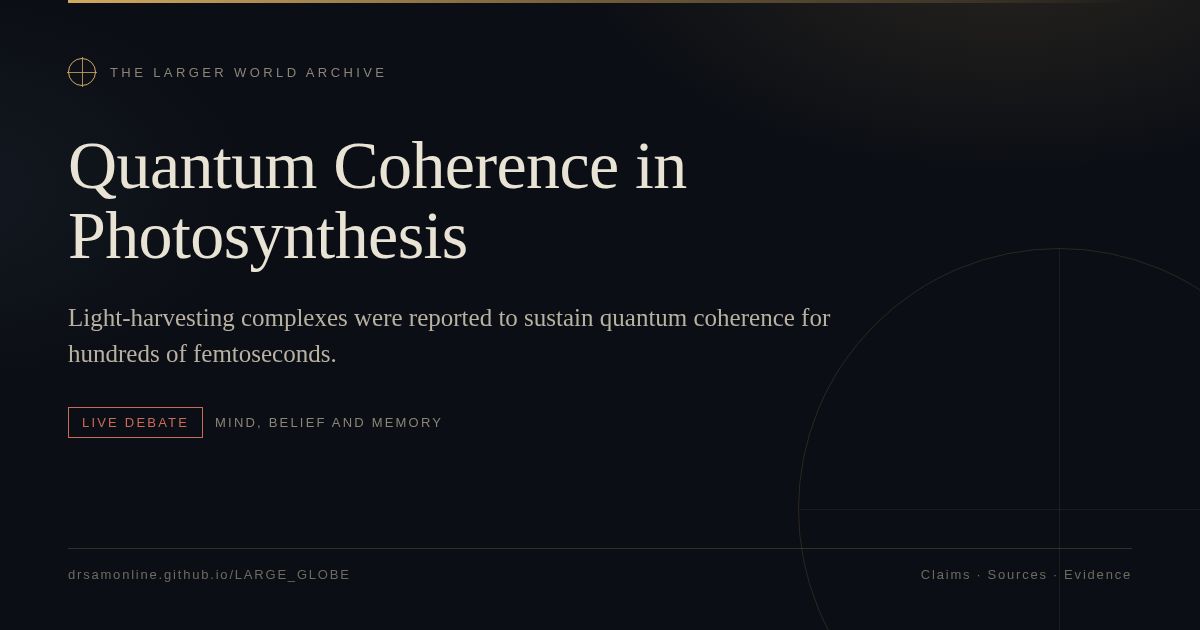 THE LARGER WORLD ARCHIVE
Quantum Coherence in
Photosynthesis
Light-harvesting complexes were reported to sustain quantum coherence for
hundreds of femtoseconds.
LIVE DEBATE MIND, BELIEF AND MEMORY
drsamonline.github.io/LARGE_GLOBE Claims · Sources · Evidence